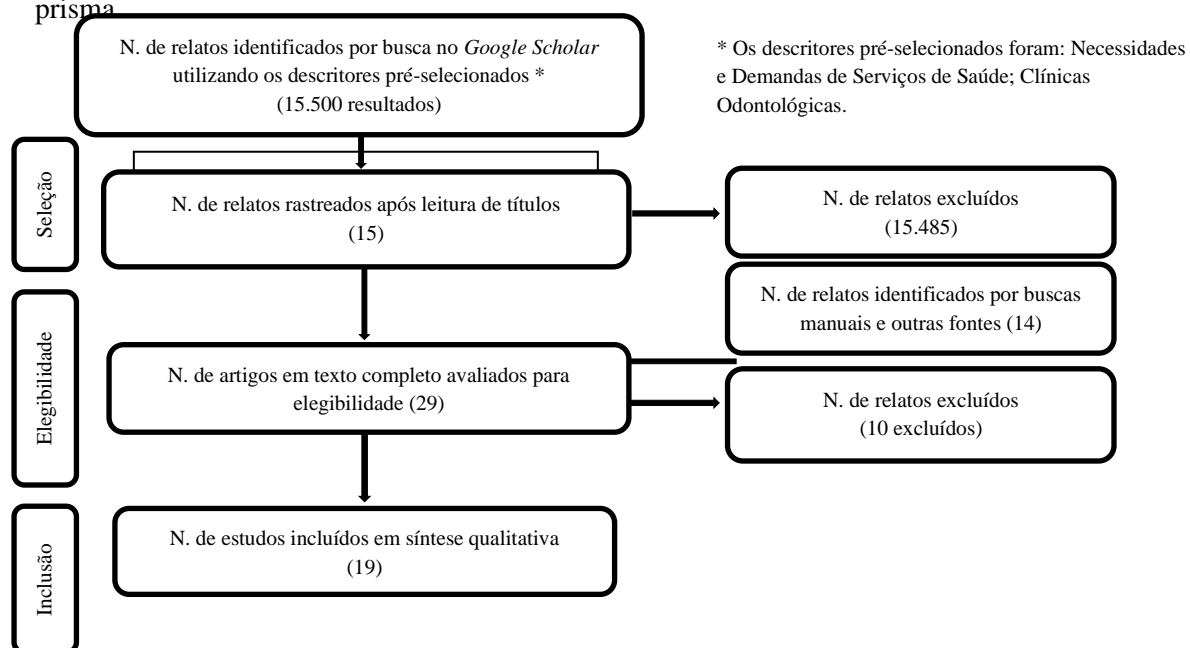 prisma
N. de relatos identificados por busca no Google Scholar
utilizando os descritores pré-selecionados *
(15.500 resultados)
* Os descritores pré-selecionados foram: Necessidades
e Demandas de Serviços de Saúde; Clínicas
Odontológicas.
Seleção
N. de relatos rastreados após leitura de títulos
(15)
N. de relatos excluídos
(15.485)
N. de relatos identificados por buscas
manuais e outras fontes (14)
Elegibilidade
N. de artigos em texto completo avaliados para
elegibilidade (29)
N. de relatos excluídos
(10 excluídos)
Inclusão
N. de estudos incluídos em síntese qualitativa
(19)